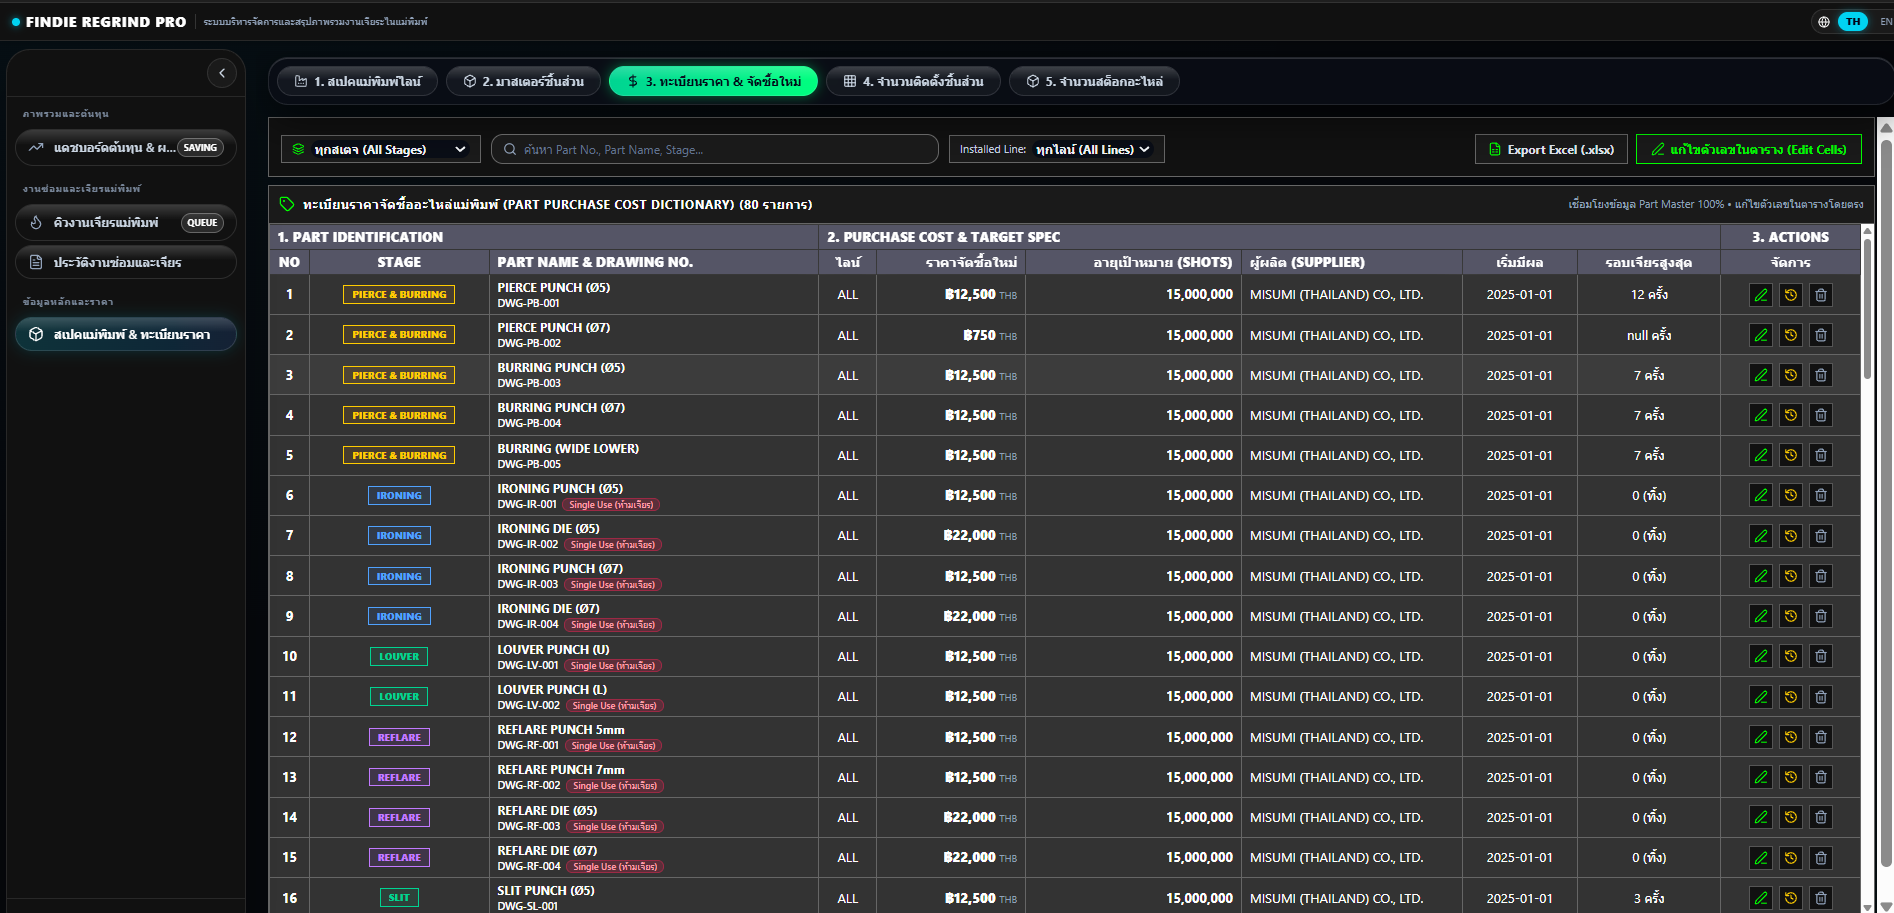 FINDIE REGRIND PRO
ระบบบริหารจัดการและสรุปภาพรวมงานเจียระไนแม่พิมพ์
TH EN
ภาพรวมและต้นทุน
แดชบอร์ดต้นทุน & ผ... SAVING
งานซ่อมและเจียรแม่พิมพ์
คิวงานเจียรแม่พิมพ์ QUEUE
ประวัติงานซ่อมและเจียร
ข้อมูลหลักและราคา
สเปคแม่พิมพ์ & ทะเบียนราคา
1. สเปคแม่พิมพ์ไลน์
2. มาสเตอร์ชิ้นส่วน
3. ทะเบียนราคา & จัดซื้อใหม่
4. จำนวนติดตั้งชิ้นส่วน
5. จำนวนสต็อกอะไหล่
ทุกสเตจ (All Stages)
ค้นหา Part No., Part Name, Stage...
Installed Line: ทุกไลน์ (All Lines)
Export Excel (.xlsx)
แก้ไขตัวเลขในตาราง (Edit Cells)
ทะเบียนราคาจัดซื้ออะไหล่แม่พิมพ์ (PART PURCHASE COST DICTIONARY) (80 รายการ)
เชื่อมโยงข้อมูล Part Master 100% • แก้ไขตัวเลขในตารางโดยตรง
1. PART IDENTIFICATION 2. PURCHASE COST & TARGET SPEC 3. ACTIONS
NO STAGE PART NAME & DRAWING NO. ไลน์ ราคาจัดซื้อใหม่ อายุเป้าหมาย (SHOTS) ผู้ผลิต (SUPPLIER) เริ่มมีผล รอบเจียรสูงสุด จัดการ
1 PIERCE & BURRING PIERCE PUNCH (Ø5) ALL ฿12,500 THB 15,000,000 MISUMI (THAILAND) CO., LTD. 2025-01-01 12 ครั้ง
DWG-PB-001
2 PIERCE & BURRING PIERCE PUNCH (Ø7) ALL ฿750 THB 15,000,000 MISUMI (THAILAND) CO., LTD. 2025-01-01 null ครั้ง
DWG-PB-002
3 PIERCE & BURRING BURRING PUNCH (Ø5) ALL ฿12,500 THB 15,000,000 MISUMI (THAILAND) CO., LTD. 2025-01-01 7 ครั้ง
DWG-PB-003
4 PIERCE & BURRING BURRING PUNCH (Ø7) ALL ฿12,500 THB 15,000,000 MISUMI (THAILAND) CO., LTD. 2025-01-01 7 ครั้ง
DWG-PB-004
5 PIERCE & BURRING BURRING (WIDE LOWER) ALL ฿12,500 THB 15,000,000 MISUMI (THAILAND) CO., LTD. 2025-01-01 7 ครั้ง
DWG-PB-005
6 IRONING IRONING PUNCH (Ø5) ALL ฿12,500 THB 15,000,000 MISUMI (THAILAND) CO., LTD. 2025-01-01 0 (ทิ้ง)
DWG-IR-001 Single Use (ห้ามเจียร)
7 IRONING IRONING DIE (Ø5) ALL ฿22,000 THB 15,000,000 MISUMI (THAILAND) CO., LTD. 2025-01-01 0 (ทิ้ง)
DWG-IR-002 Single Use (ห้ามเจียร)
8 IRONING IRONING PUNCH (Ø7) ALL ฿12,500 THB 15,000,000 MISUMI (THAILAND) CO., LTD. 2025-01-01 0 (ทิ้ง)
DWG-IR-003 Single Use (ห้ามเจียร)
9 IRONING IRONING DIE (Ø7) ALL ฿22,000 THB 15,000,000 MISUMI (THAILAND) CO., LTD. 2025-01-01 0 (ทิ้ง)
DWG-IR-004 Single Use (ห้ามเจียร)
10 LOUVER LOUVER PUNCH (U) ALL ฿12,500 THB 15,000,000 MISUMI (THAILAND) CO., LTD. 2025-01-01 0 (ทิ้ง)
DWG-LV-001 Single Use (ห้ามเจียร)
11 LOUVER LOUVER PUNCH (L) ALL ฿12,500 THB 15,000,000 MISUMI (THAILAND) CO., LTD. 2025-01-01 0 (ทิ้ง)
DWG-LV-002 Single Use (ห้ามเจียร)
12 REFLARE REFLARE PUNCH 5mm ALL ฿12,500 THB 15,000,000 MISUMI (THAILAND) CO., LTD. 2025-01-01 0 (ทิ้ง)
DWG-RF-001 Single Use (ห้ามเจียร)
13 REFLARE REFLARE PUNCH 7mm ALL ฿12,500 THB 15,000,000 MISUMI (THAILAND) CO., LTD. 2025-01-01 0 (ทิ้ง)
DWG-RF-002 Single Use (ห้ามเจียร)
14 REFLARE REFLARE DIE (Ø5) ALL ฿22,000 THB 15,000,000 MISUMI (THAILAND) CO., LTD. 2025-01-01 0 (ทิ้ง)
DWG-RF-003 Single Use (ห้ามเจียร)
15 REFLARE REFLARE DIE (Ø7) ALL ฿22,000 THB 15,000,000 MISUMI (THAILAND) CO., LTD. 2025-01-01 0 (ทิ้ง)
DWG-RF-004 Single Use (ห้ามเจียร)
16 SLIT SLIT PUNCH (Ø5) ALL ฿12,500 THB 15,000,000 MISUMI (THAILAND) CO., LTD. 2025-01-01 3 ครั้ง
DWG-SL-001